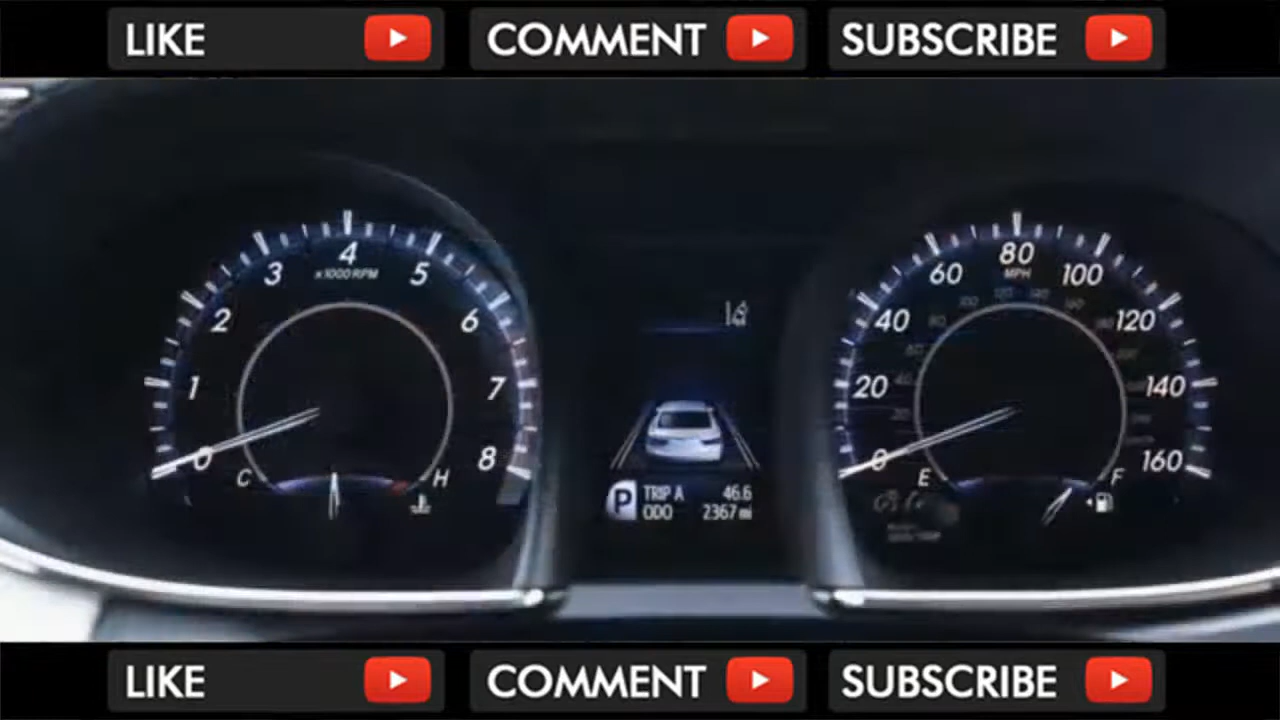 LIKE COMMENT SUBSCRIBE
4
x1000 RPM
3 5
2 6
1 7
0 8
C H
80
MPH
60 100
40 120
20 140
0 160
E F
P TRIP A 46.6
ODO 2367 mi
LIKE COMMENT SUBSCRIBE